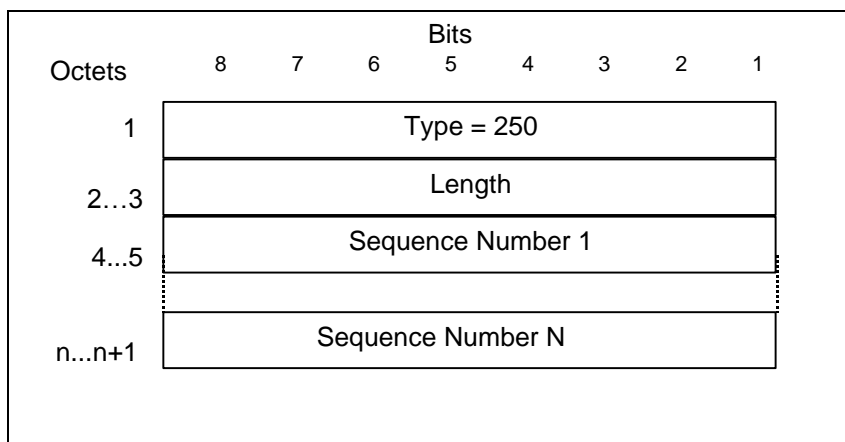 Bits
Octets 8 7 6 5 4 3 2 1
1 Type = 250
2…3 Length
4...5 Sequence Number 1
n...n+1 Sequence Number N